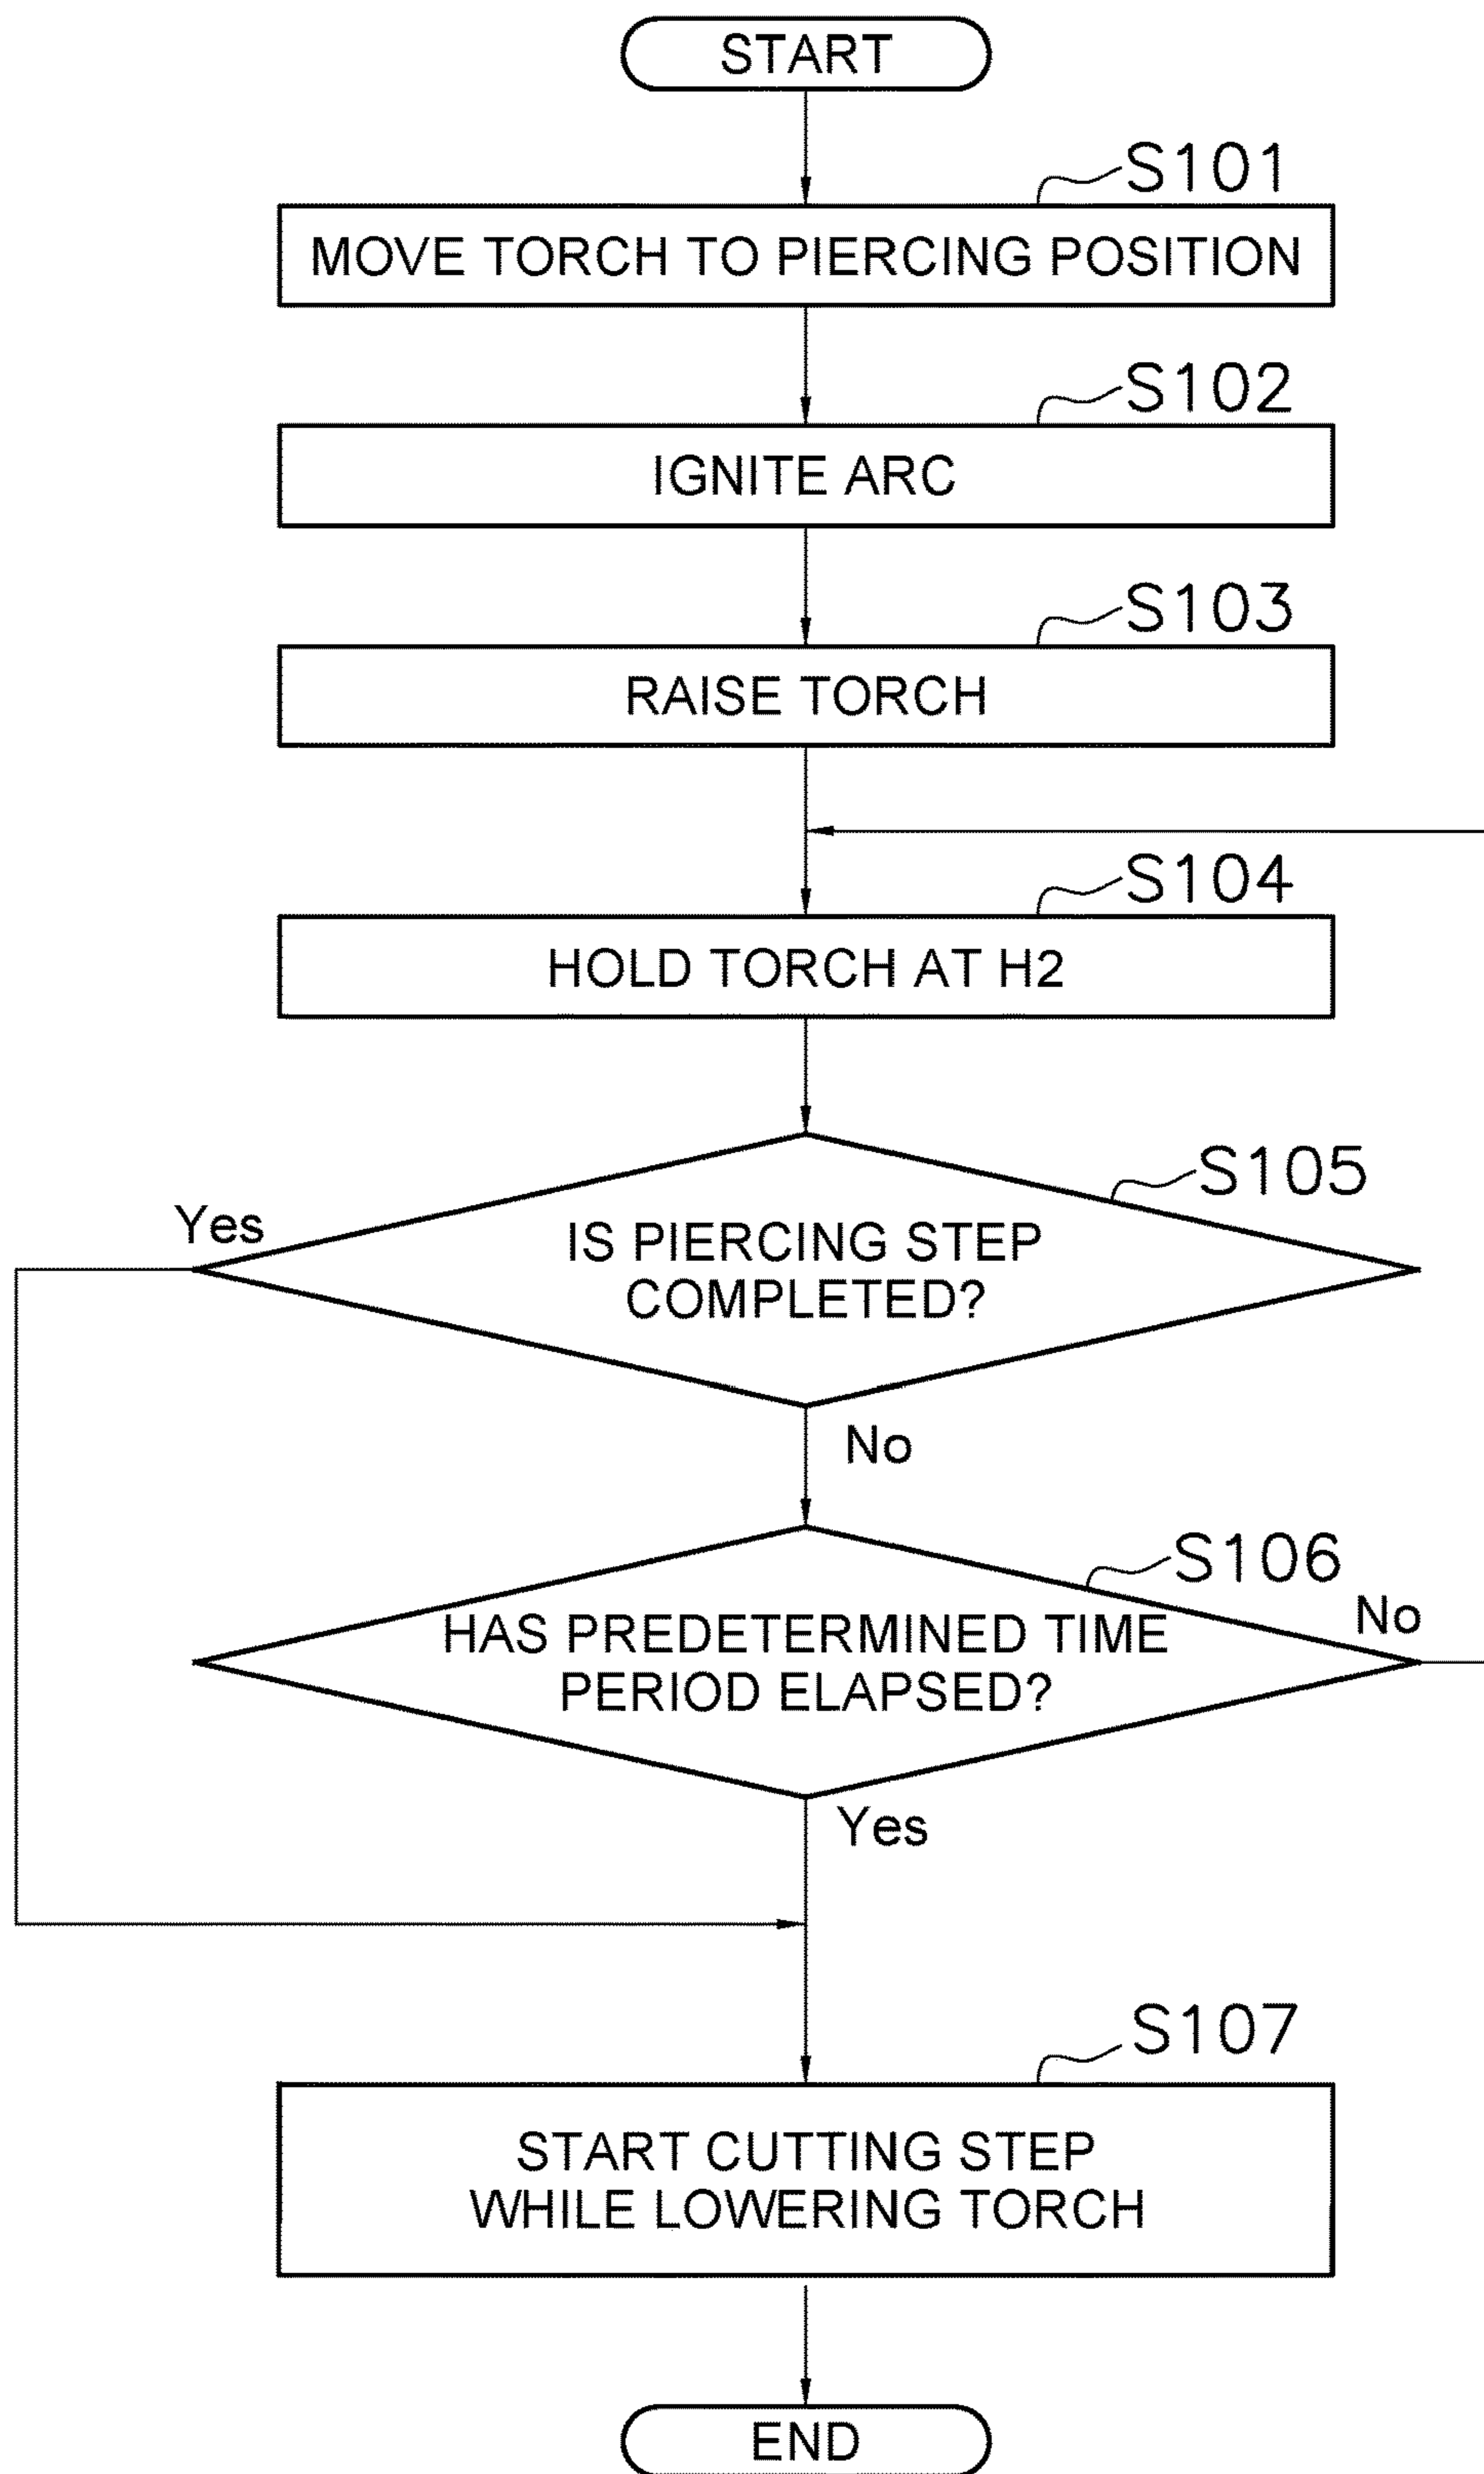 START
S101
MOVE TORCH TO PIERCING POSITION
S102
IGNITE ARC
S103
RAISE TORCH
S104
HOLD TORCH AT H2
S105
Yes
IS PIERCING STEP
COMPLETED?
No
S106
No
HAS PREDETERMINED TIME
PERIOD ELAPSED?
Yes
S107
START CUTTING STEP
WHILE LOWERING TORCH
END